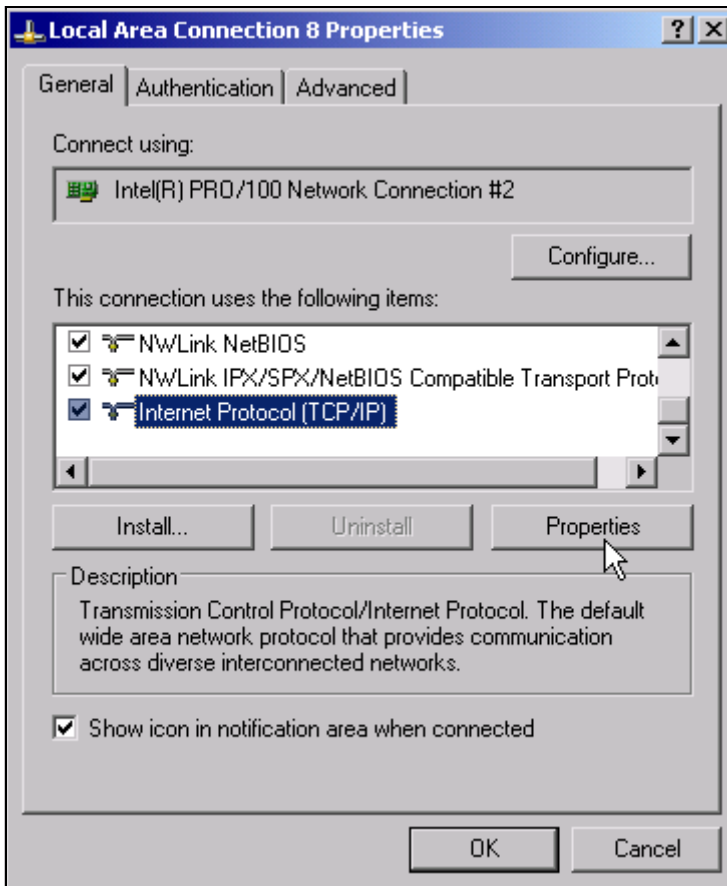 Local Area Connection 8 Properties
General Authentication Advanced
Connect using:
Intel(R) PRO/100 Network Connection #2
Configure...
This connection uses the following items:
NWLink NetBIOS
NWLink IPX/SPX/NetBIOS Compatible Transport Prot
Internet Protocol (TCP/IP)
Install... Uninstall Properties
Description
Transmission Control Protocol/Internet Protocol. The default
wide area network protocol that provides communication
across diverse interconnected networks.
Show icon in notification area when connected
OK Cancel